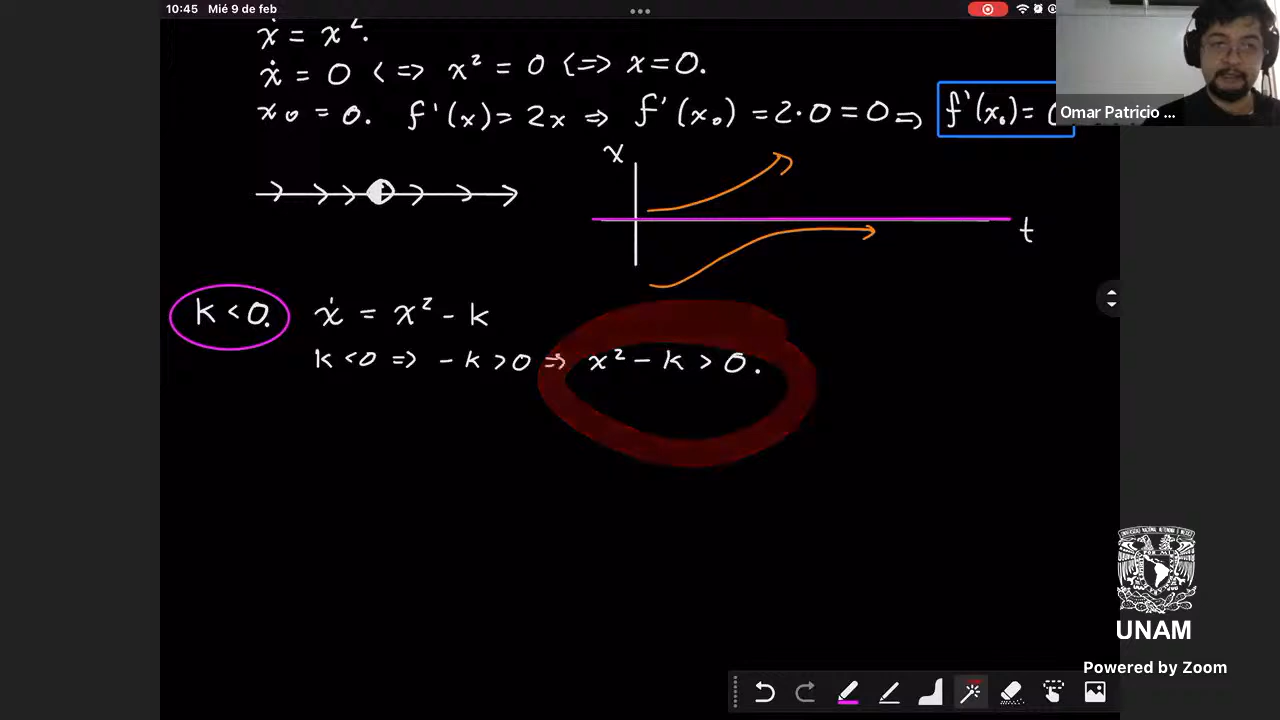 10:45 Mié 9 de feb
ẋ = x².
ẋ = 0 <=> x² = 0 <=> x = 0.
x₀ = 0. f'(x) = 2x => f'(x₀) = 2·0 = 0 => f'(x₀) =
Omar Patricio ...
x
t
k < 0. ẋ = x² - k
k < 0 => - k > 0 => x² - k > 0.
UNAM
Powered by Zoom